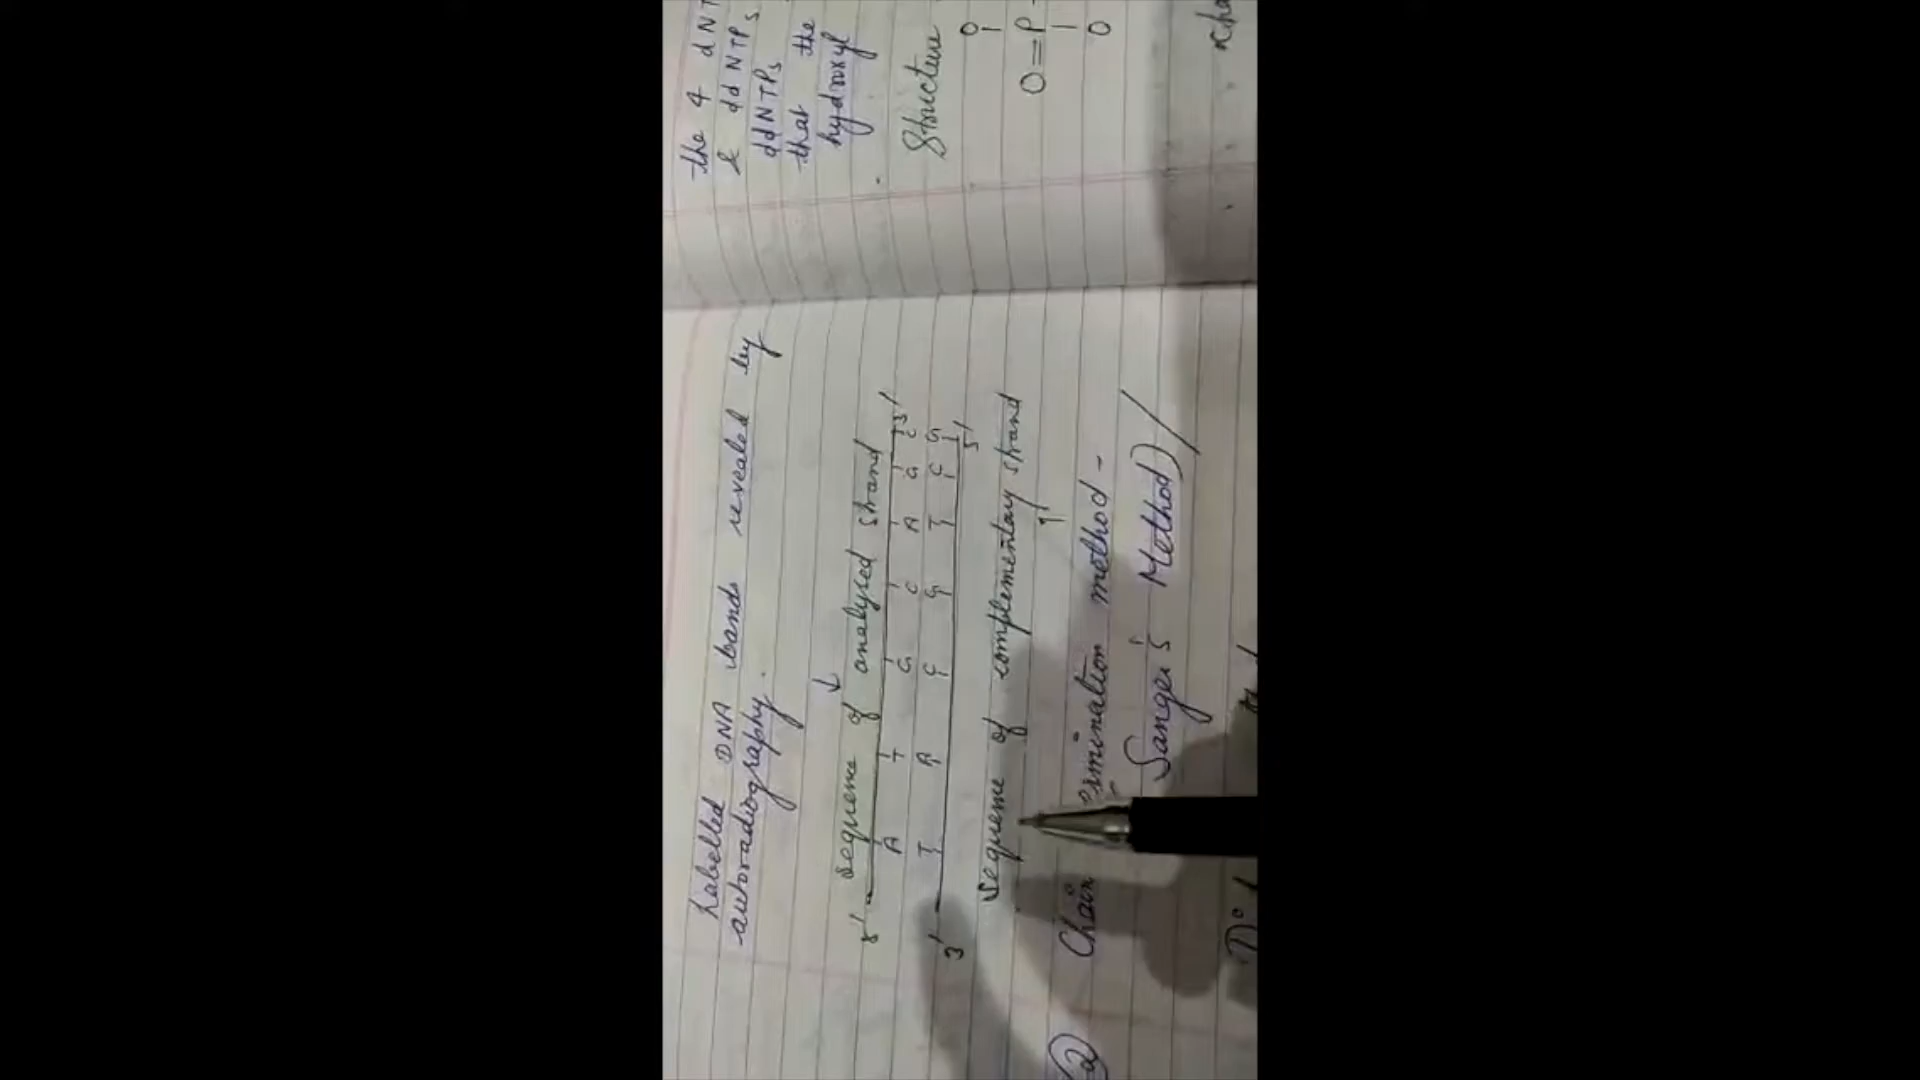 Labelled DNA bands revealed by
autoradiography.
↓
sequence of analysed strand
5' 3'
A T G C A G C
T A C G T C G
3' 5'
Sequence of complementary strand
②
Chain method -
Sanger's Method)
the 4 dNT
& ddNTPs
ddNTPs
that the
hydroxyl
Structure
O
O=P-
O